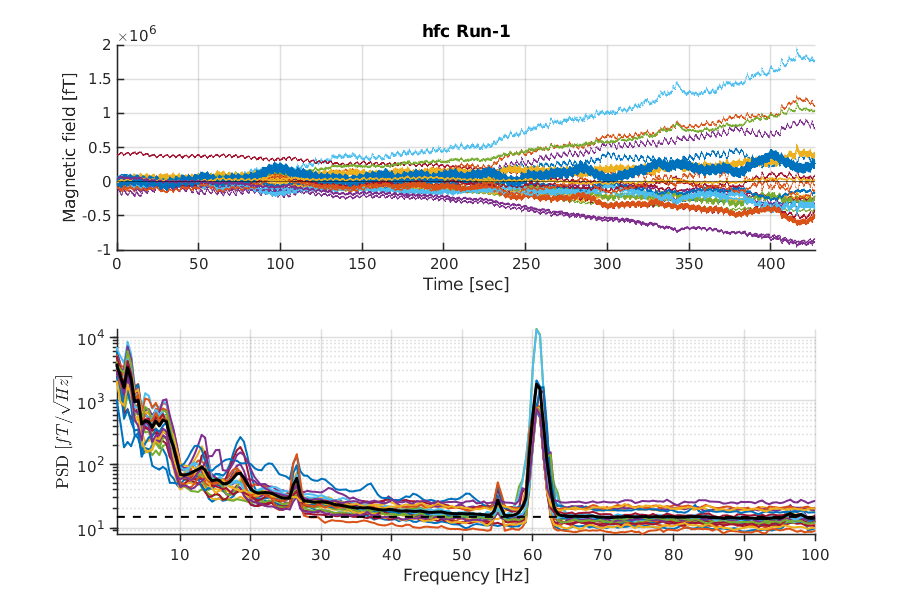 hfc Run-1
×10^6
Magnetic field [fT]
2
1.5
1
0.5
0
-0.5
-1
0 50 100 150 200 250 300 350 400
Time [sec]
PSD [fT/√Hz]
10^4
10^3
10^2
10^1
10 20 30 40 50 60 70 80 90 100
Frequency [Hz]